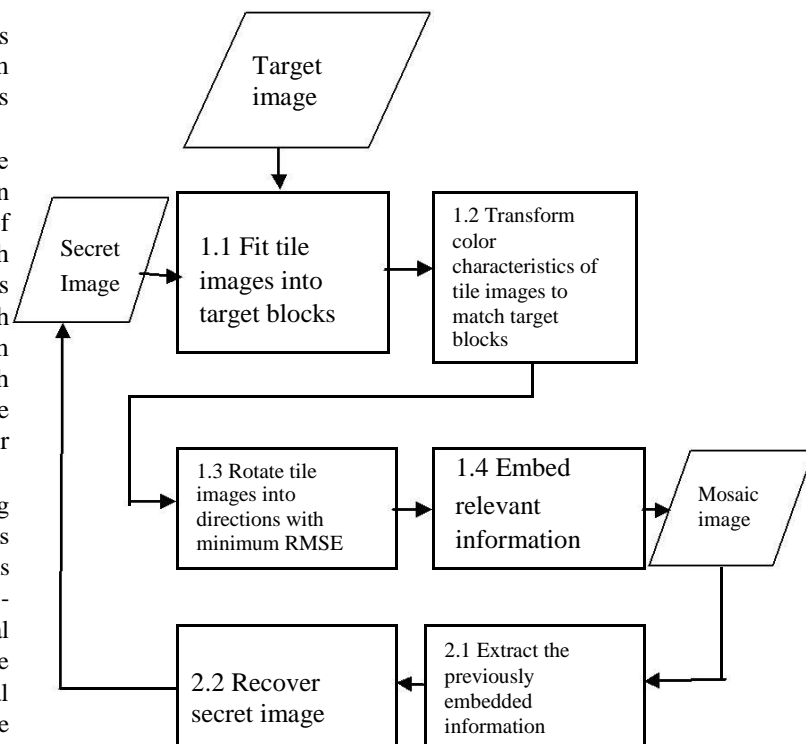 Target
image
Secret
Image
1.1 Fit tile
images into
target blocks
1.2 Transform
color
characteristics of
tile images to
match target
blocks
1.3 Rotate tile
images into
directions with
minimum RMSE
1.4 Embed
relevant
information
Mosaic
image
2.2 Recover
secret image
2.1 Extract the
previously
embedded
information